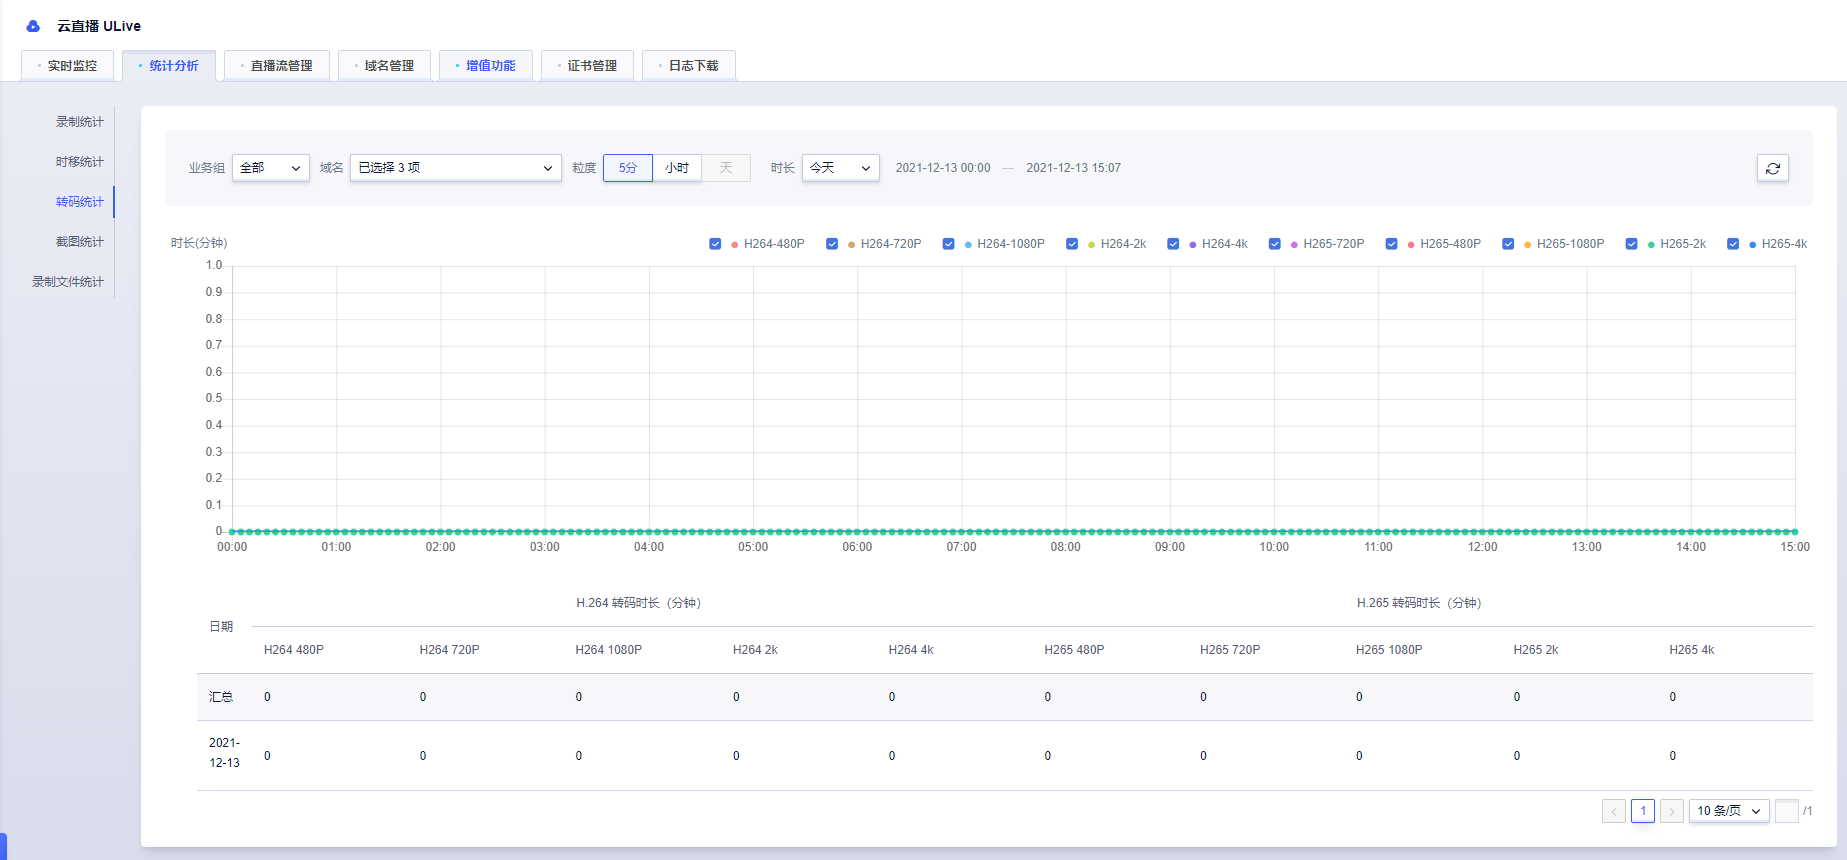 云直播 ULive
实时监控 统计分析 直播流管理 域名管理 增值功能 证书管理 日志下载
录制统计
时移统计
转码统计
截图统计
录制文件统计
业务组 全部 域名 已选择 3 项 粒度 5分 小时 天 时长 今天 2021-12-13 00:00 — 2021-12-13 15:07
时长(分钟) H264-480P H264-720P H264-1080P H264-2k H264-4k H265-720P H265-480P H265-1080P H265-2k H265-4k
1.0
0.9
0.8
0.7
0.6
0.5
0.4
0.3
0.2
0.1
0
00:00 01:00 02:00 03:00 04:00 05:00 06:00 07:00 08:00 09:00 10:00 11:00 12:00 13:00 14:00 15:00
H.264 转码时长（分钟） H.265 转码时长（分钟）
日期
H264 480P H264 720P H264 1080P H264 2k H264 4k H265 480P H265 720P H265 1080P H265 2k H265 4k
汇总 0 0 0 0 0 0 0 0 0 0
2021-
12-13 0 0 0 0 0 0 0 0 0 0
1 10 条/页 /1